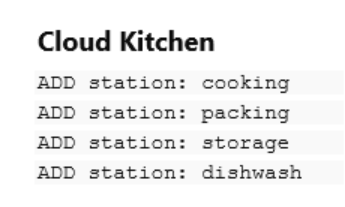 Cloud Kitchen
ADD station: cooking
ADD station: packing
ADD station: storage
ADD station: dishwash